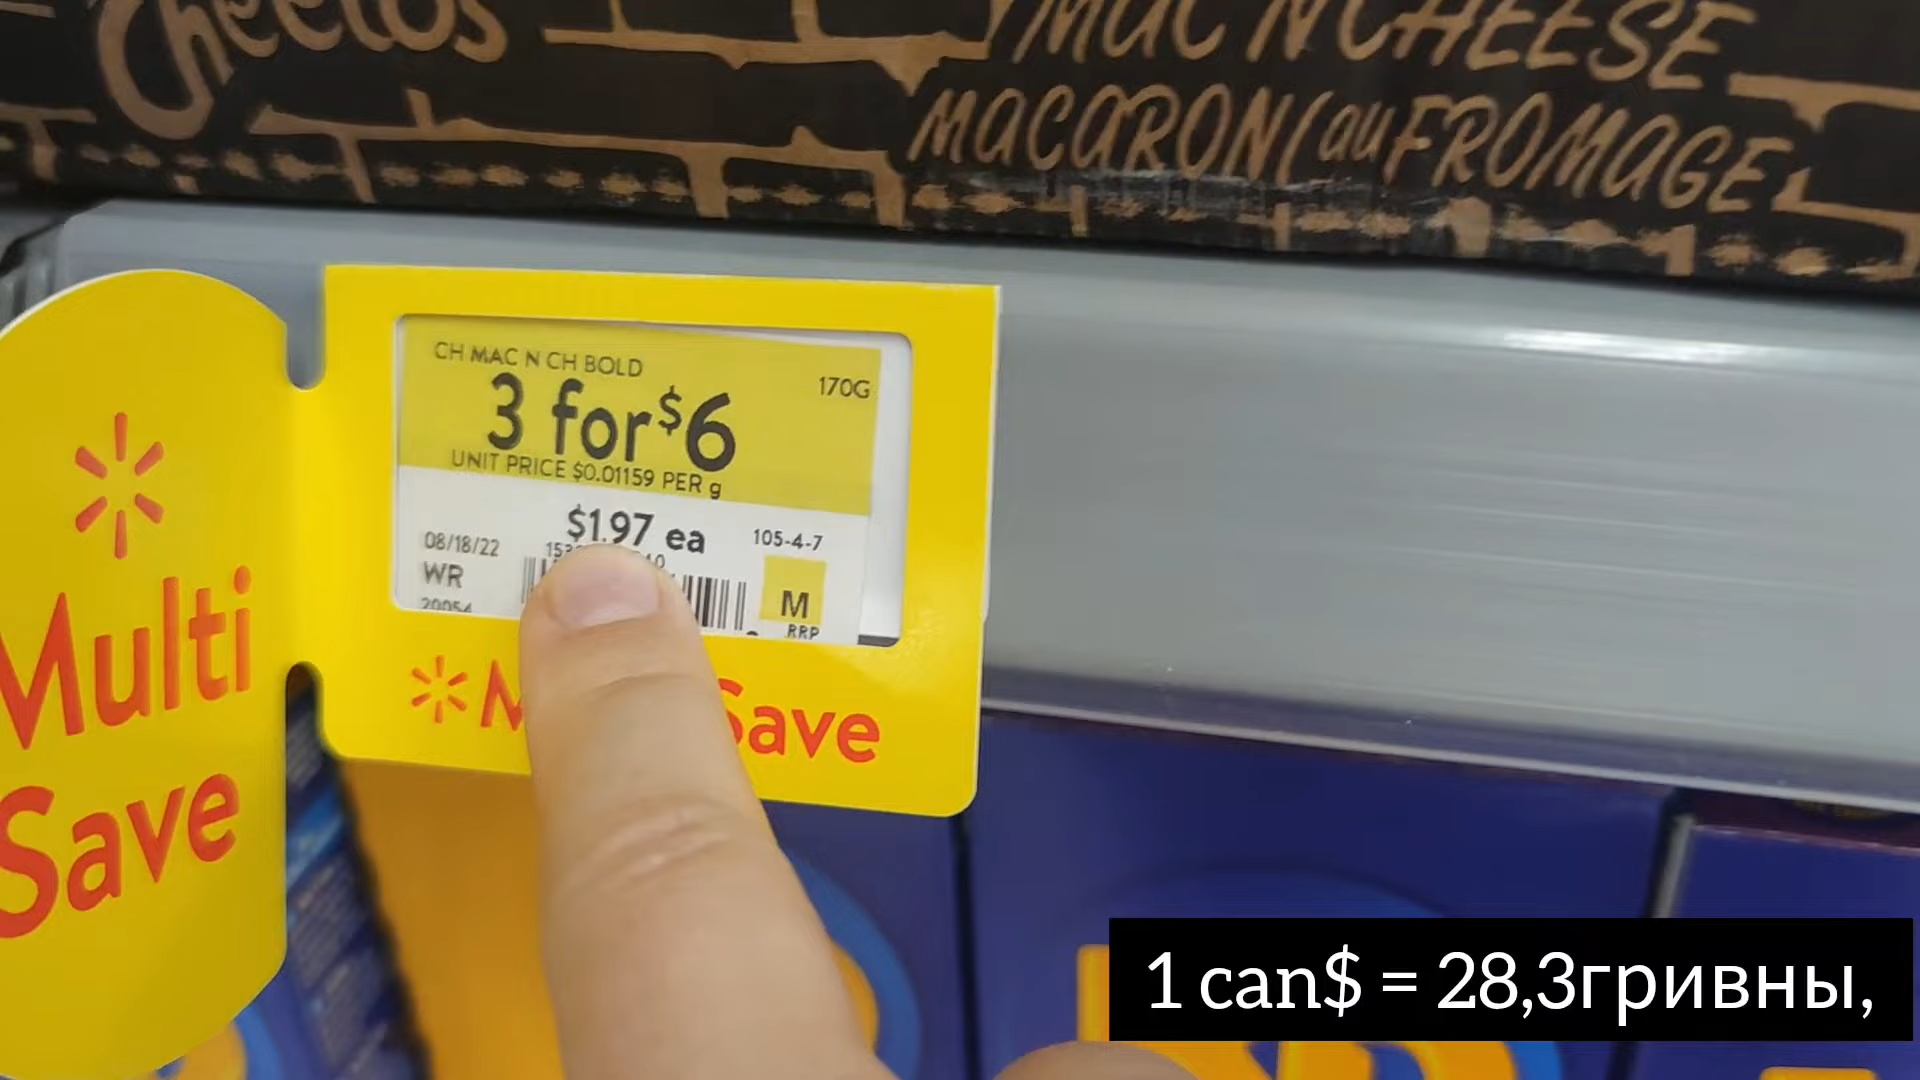 Cheetos
MAC'N CHEESE
MACARONI au FROMAGE
CH MAC N CH BOLD
170G
3 for $6
UNIT PRICE $0.01159 PER g
$1.97 ea
105-4-7
08/18/22
WR
20054
M
RRP
Save
Multi
Save
1 can$ = 28,3гривны,